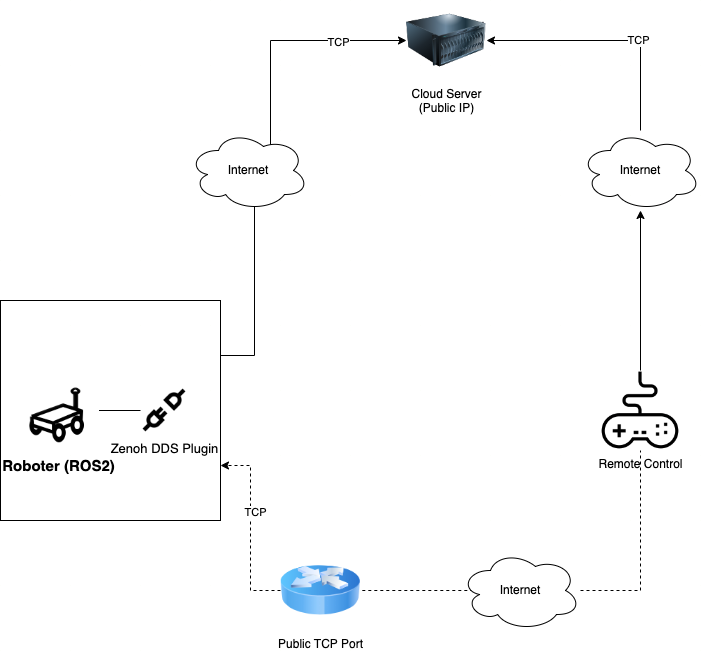 TCP
TCP
Cloud Server
(Public IP)
Internet
Internet
Zenoh DDS Plugin
Roboter (ROS2)
Remote Control
TCP
Internet
Public TCP Port